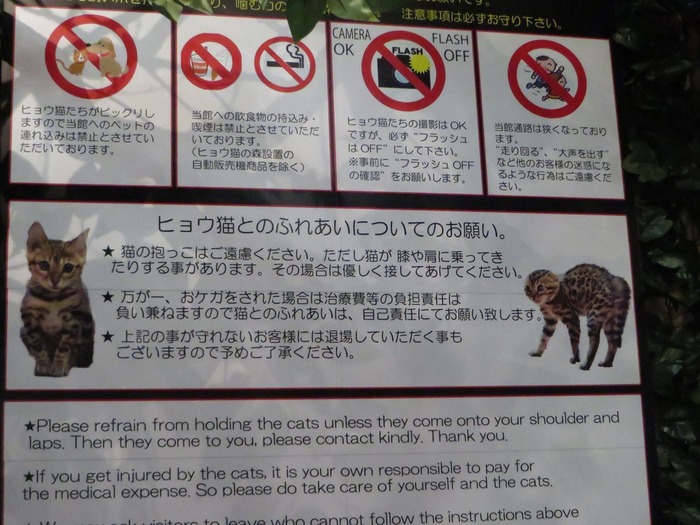 注意事項は必ずお守り下さい。
ヒョウ猫たちがビックリし
ますので当館へのペットの
連れ込みは禁止とさせてい
ただいております。
当館への飲食物の持込み・
喫煙は禁止とさせていただ
いております。
(ヒョウ猫の森設置の
自動販売機商品を除く)
CAMERA
OK
FLASH
OFF
FLASH
ヒョウ猫たちの撮影はOK
ですが、必ず“フラッシュ
はOFF”にして下さい。
※事前に“フラッシュOFF
の確認”をお願いします。
当館通路は狭くなっており
ます。
“走り回る”、“大声を出す”
など他のお客様の迷惑にな
るような行為はご遠慮くだ
さい。
ヒョウ猫とのふれあいについてのお願い。
★ 猫の抱っこはご遠慮ください。ただし猫が 膝や肩に乗ってき
たりする事があります。その場合は優しく接してあげてください。
★ 万が一、おケガをされた場合は治療費等の負担責任は
負い兼ねますので猫とのふれあいは、自己責任にてお願い致します。
★ 上記の事が守れないお客様には退場していただく事も
ございますので予めご了承ください。
★Please refrain from holding the cats unless they come onto your shoulder and
laps. Then they come to you, please contact kindly. Thank you.
★If you get injured by the cats, it is your own responsible to pay for
the medical expense. So please do take care of yourself and the cats.
ask visitors to leave who cannot follow the instructions above